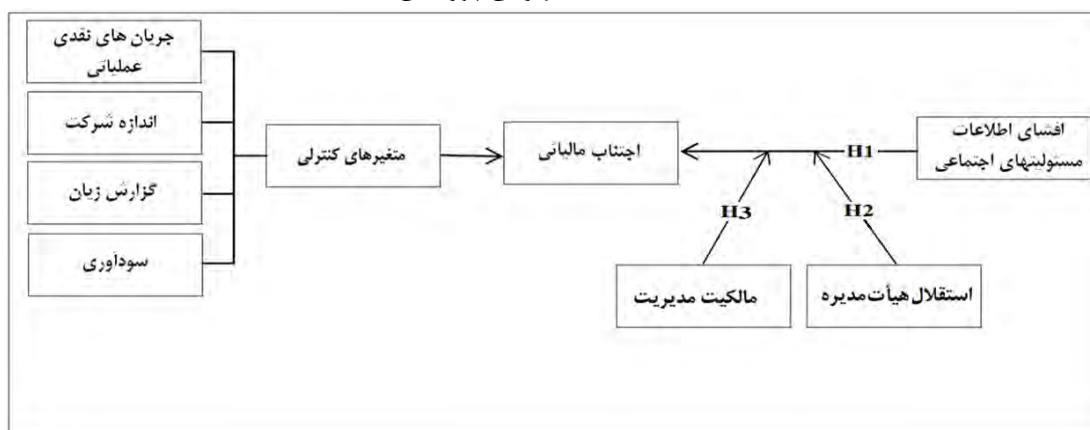 افشای اطلاعات
مسئولیتهای اجتماعی
H1
H2
H3
استقلال هیأت مدیره
مالکیت مدیریت
اجتناب مالیاتی
متغیرهای کنترلی
جریان های نقدی
عملیاتی
اندازه شرکت
گزارش زیان
سودآوری